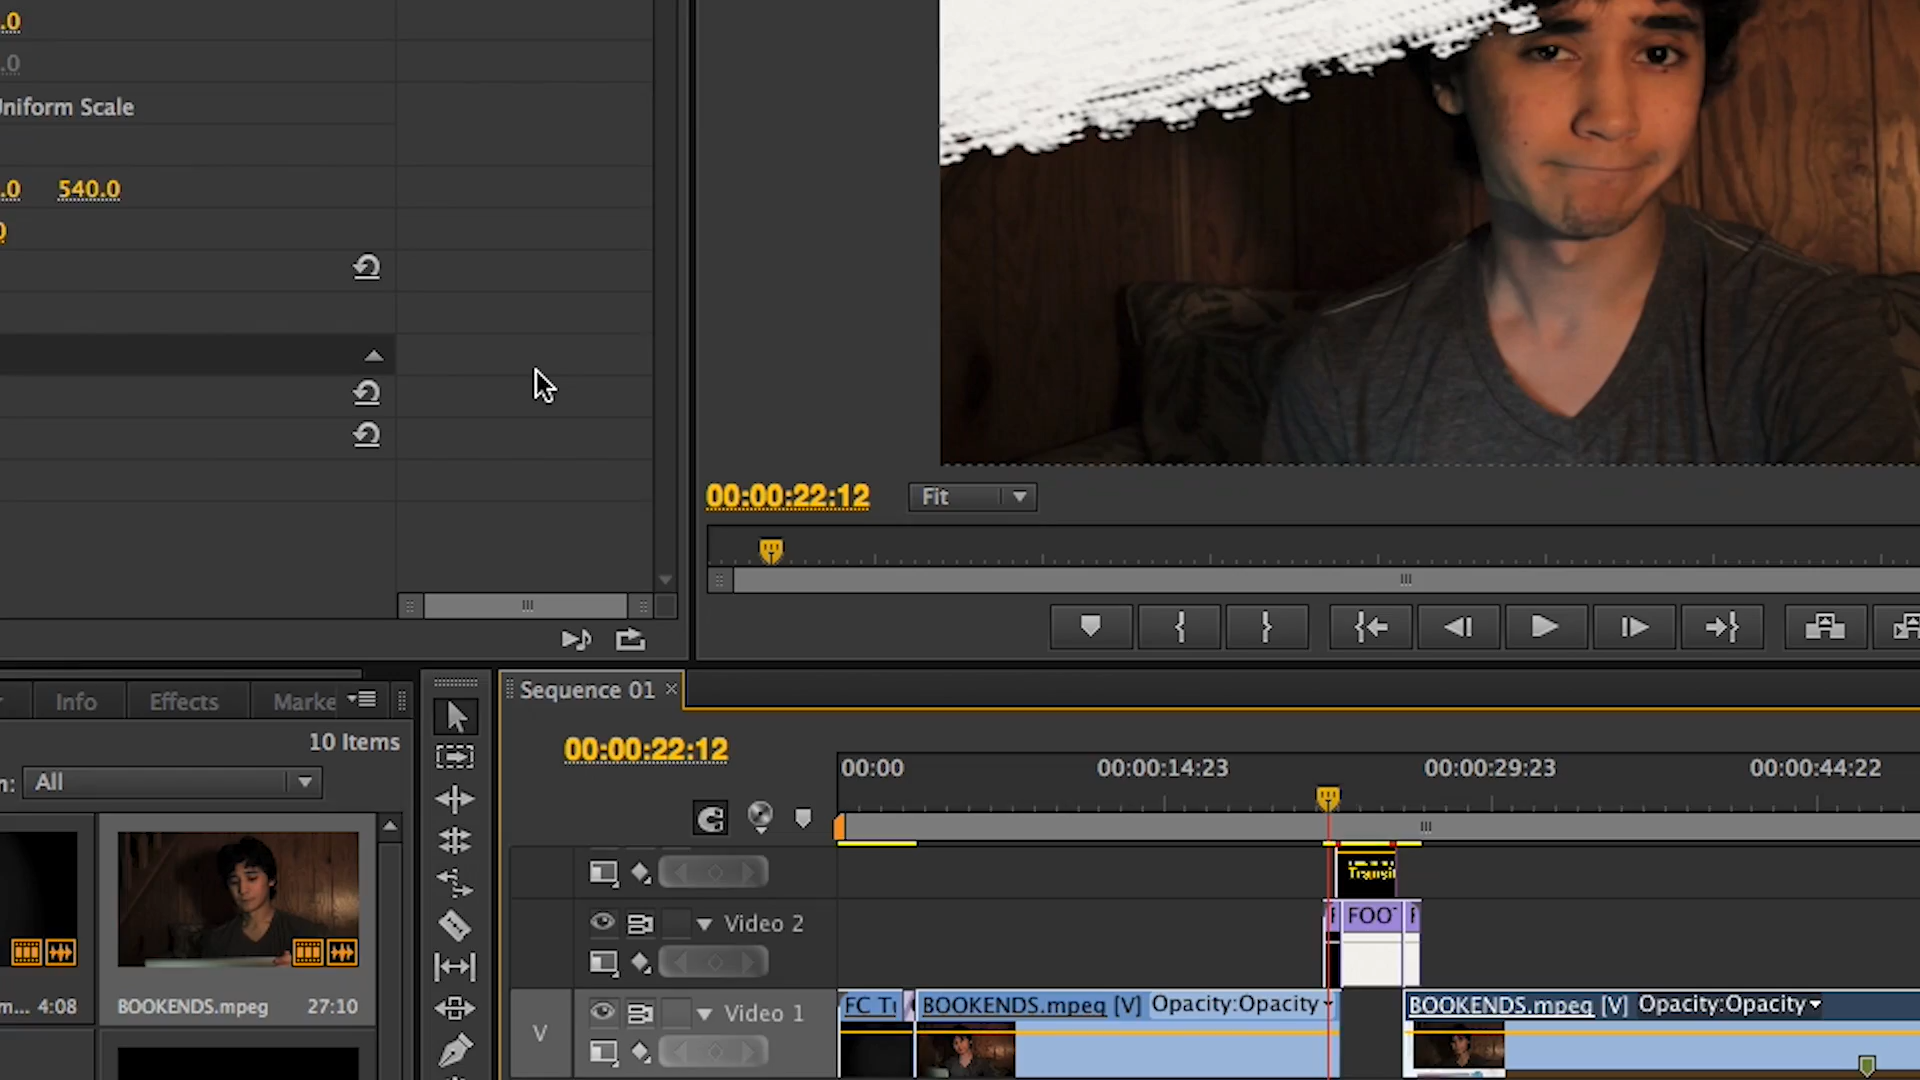 .0
.0
Uniform Scale
.0 540.0
00:00:22:12 Fit
Info Effects Marke
Sequence 01
10 Items
All
00:00:22:12
00:00 00:00:14:23 00:00:29:23 00:00:44:22
Transit
Video 2
FOO
BOOKENDS.mpeg 27:10
m... 4:08
Video 1
V
FC Ti
BOOKENDS.mpeg [V] Opacity:Opacity
BOOKENDS.mpeg [V] Opacity:Opacity